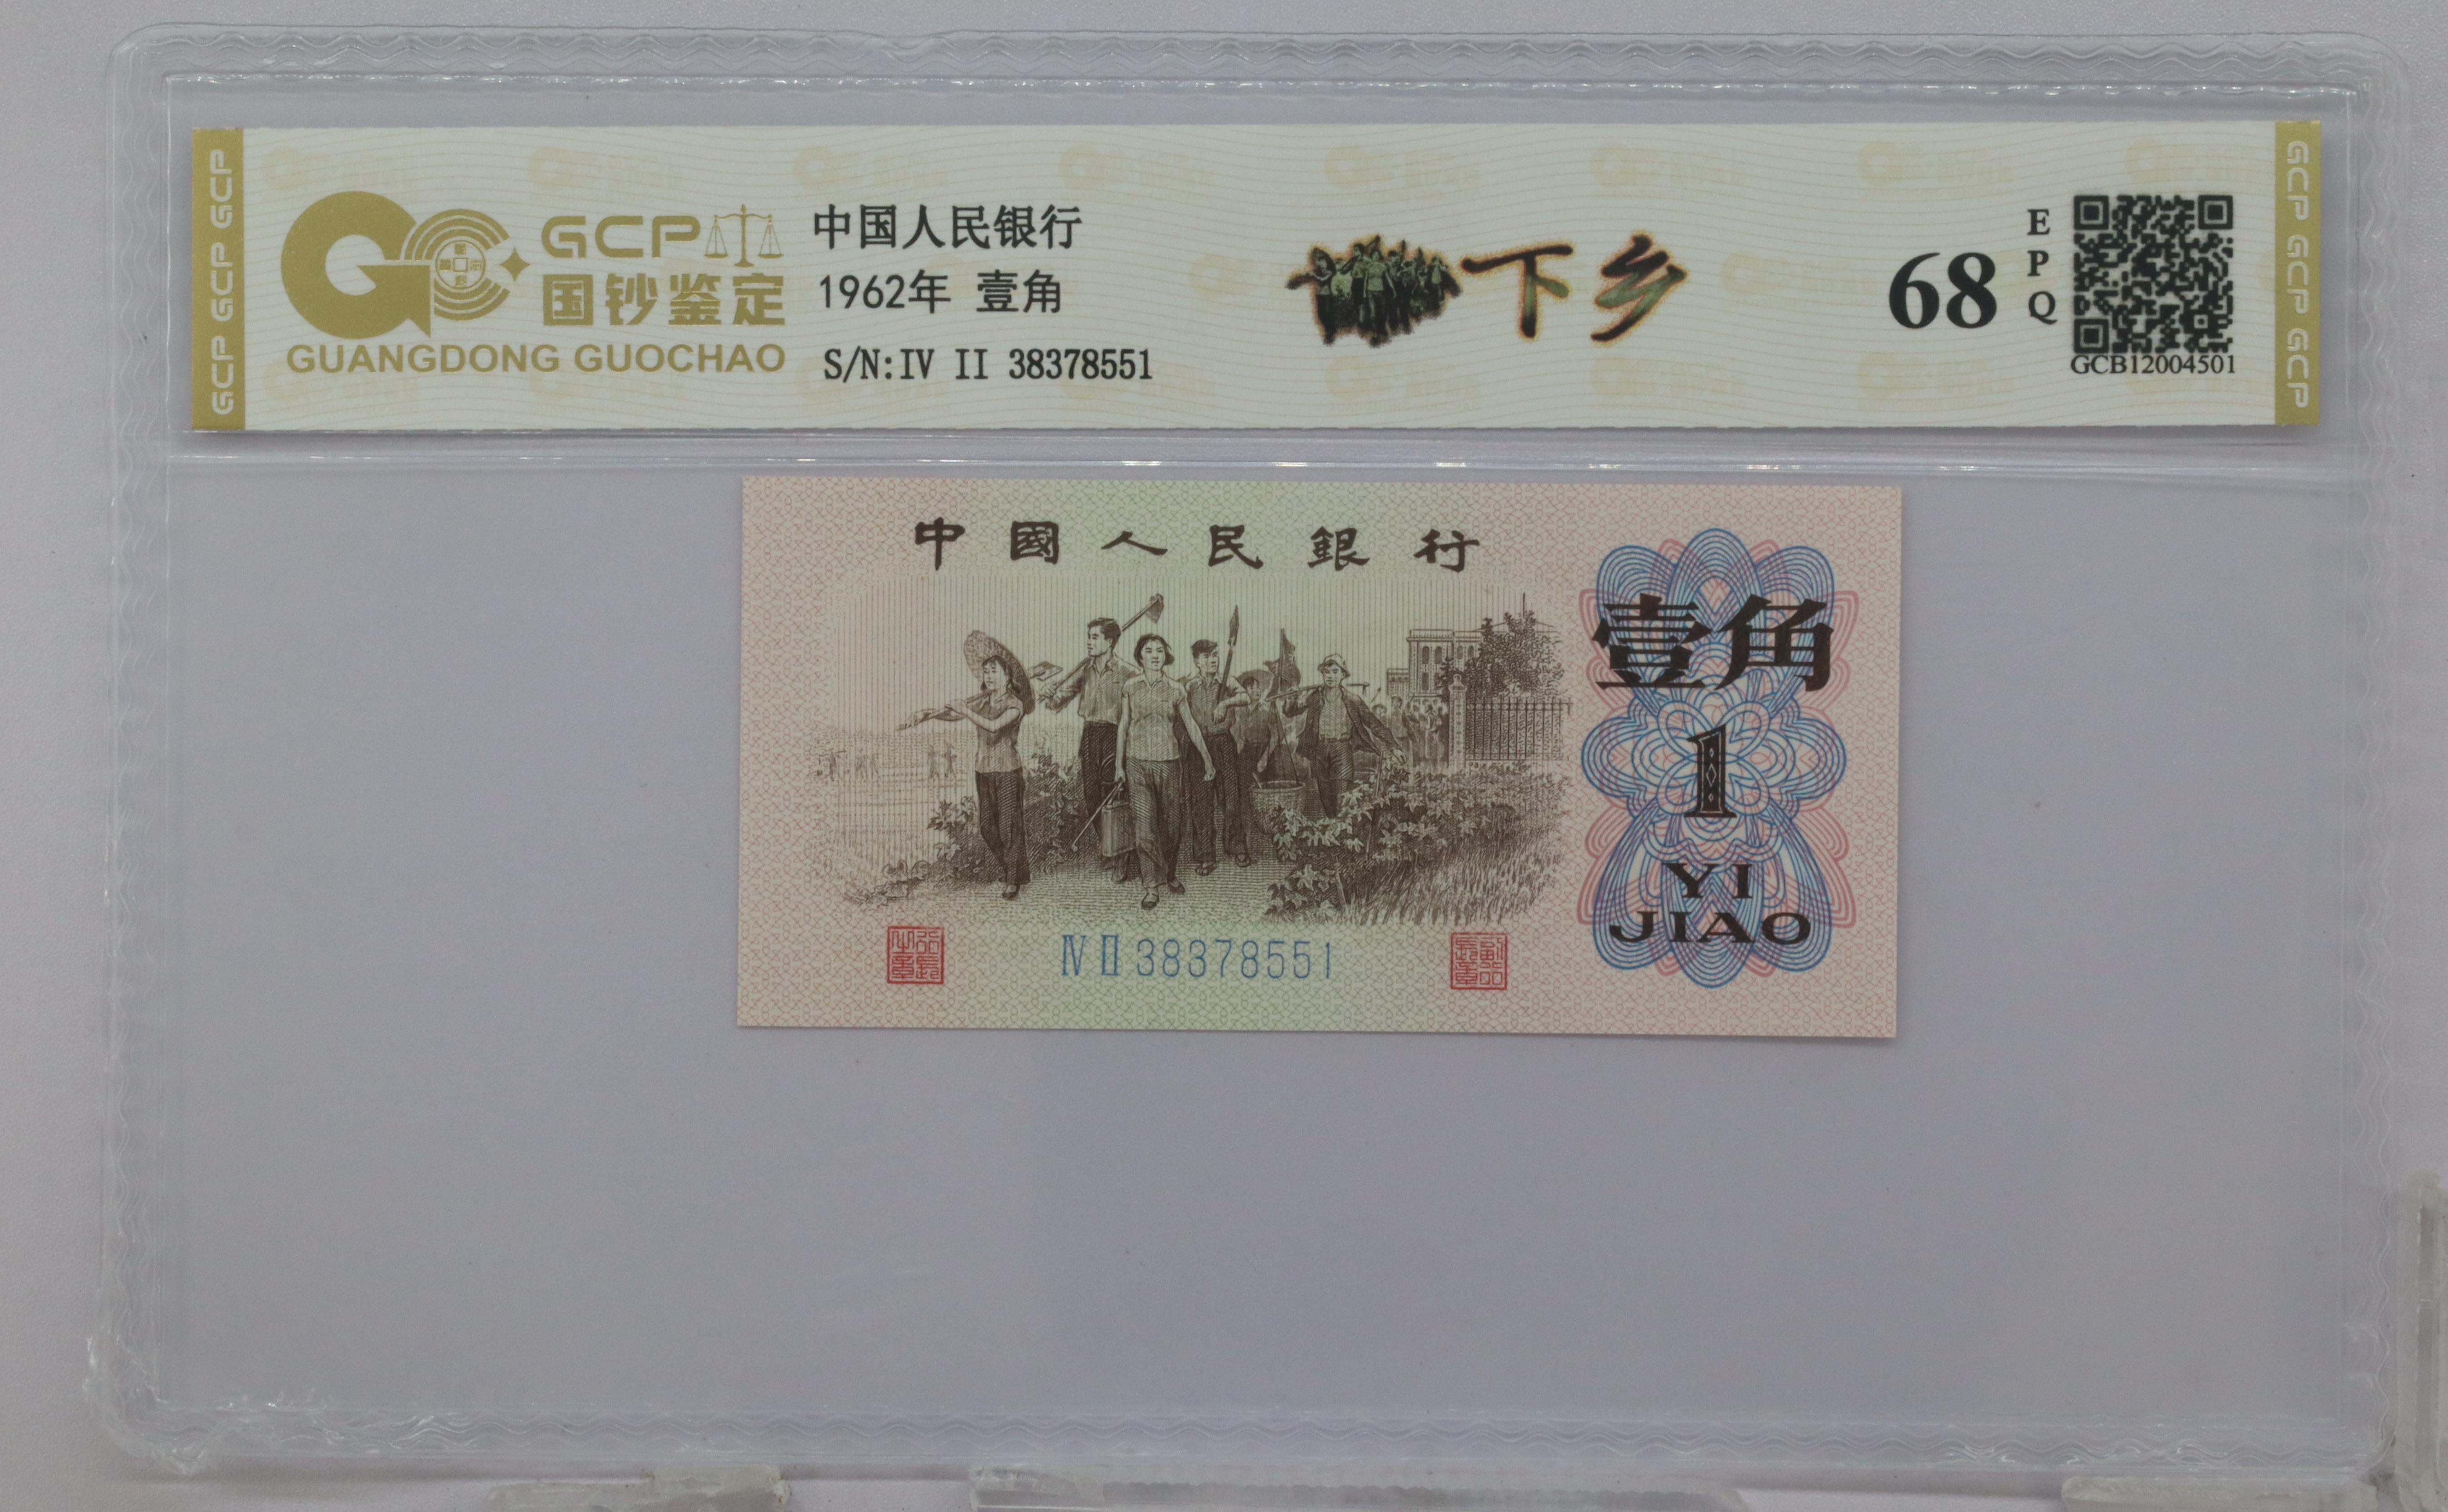 GCP GCP GCP
GCP
国钞鉴定
GUANGDONG GUOCHAO
中国人民银行
1962年 壹角
S/N:IV II 38378551
下乡
68
EPQ
GCB12004501
GCP GCP GCP
中國人民銀行
壹角
1
YI
JIAO
Ⅳ Ⅱ 38378551